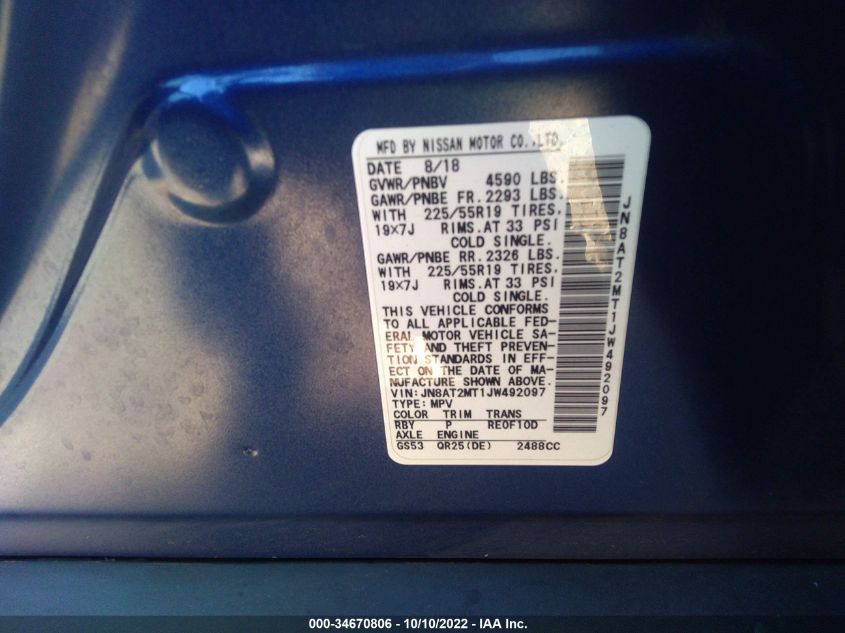 MFD BY NISSAN MOTOR CO.,LTD.
DATE 8/18
GVWR/PNBV 4590 LBS.
GAWR/PNBE FR. 2293 LBS.
WITH 225/55R19 TIRES.
19X7J RIMS. AT 33 PSI
COLD SINGLE.
GAWR/PNBE RR. 2326 LBS.
WITH 225/55R19 TIRES.
19X7J RIMS. AT 33 PSI
COLD SINGLE.
THIS VEHICLE CONFORMS
TO ALL APPLICABLE FED-
ERAL MOTOR VEHICLE SA-
FETY AND THEFT PREVEN-
TION STANDARDS IN EFF-
ECT ON THE DATE OF MA-
NUFACTURE SHOWN ABOVE.
VIN: JN8AT2MT1JW492097
TYPE: MPV
COLOR TRIM TRANS
RBY P RE0F10D
AXLE ENGINE
GS53 QR25(DE) 2488CC
JN8AT2MT1JW492097
000-34670806 - 10/10/2022 - IAA Inc.